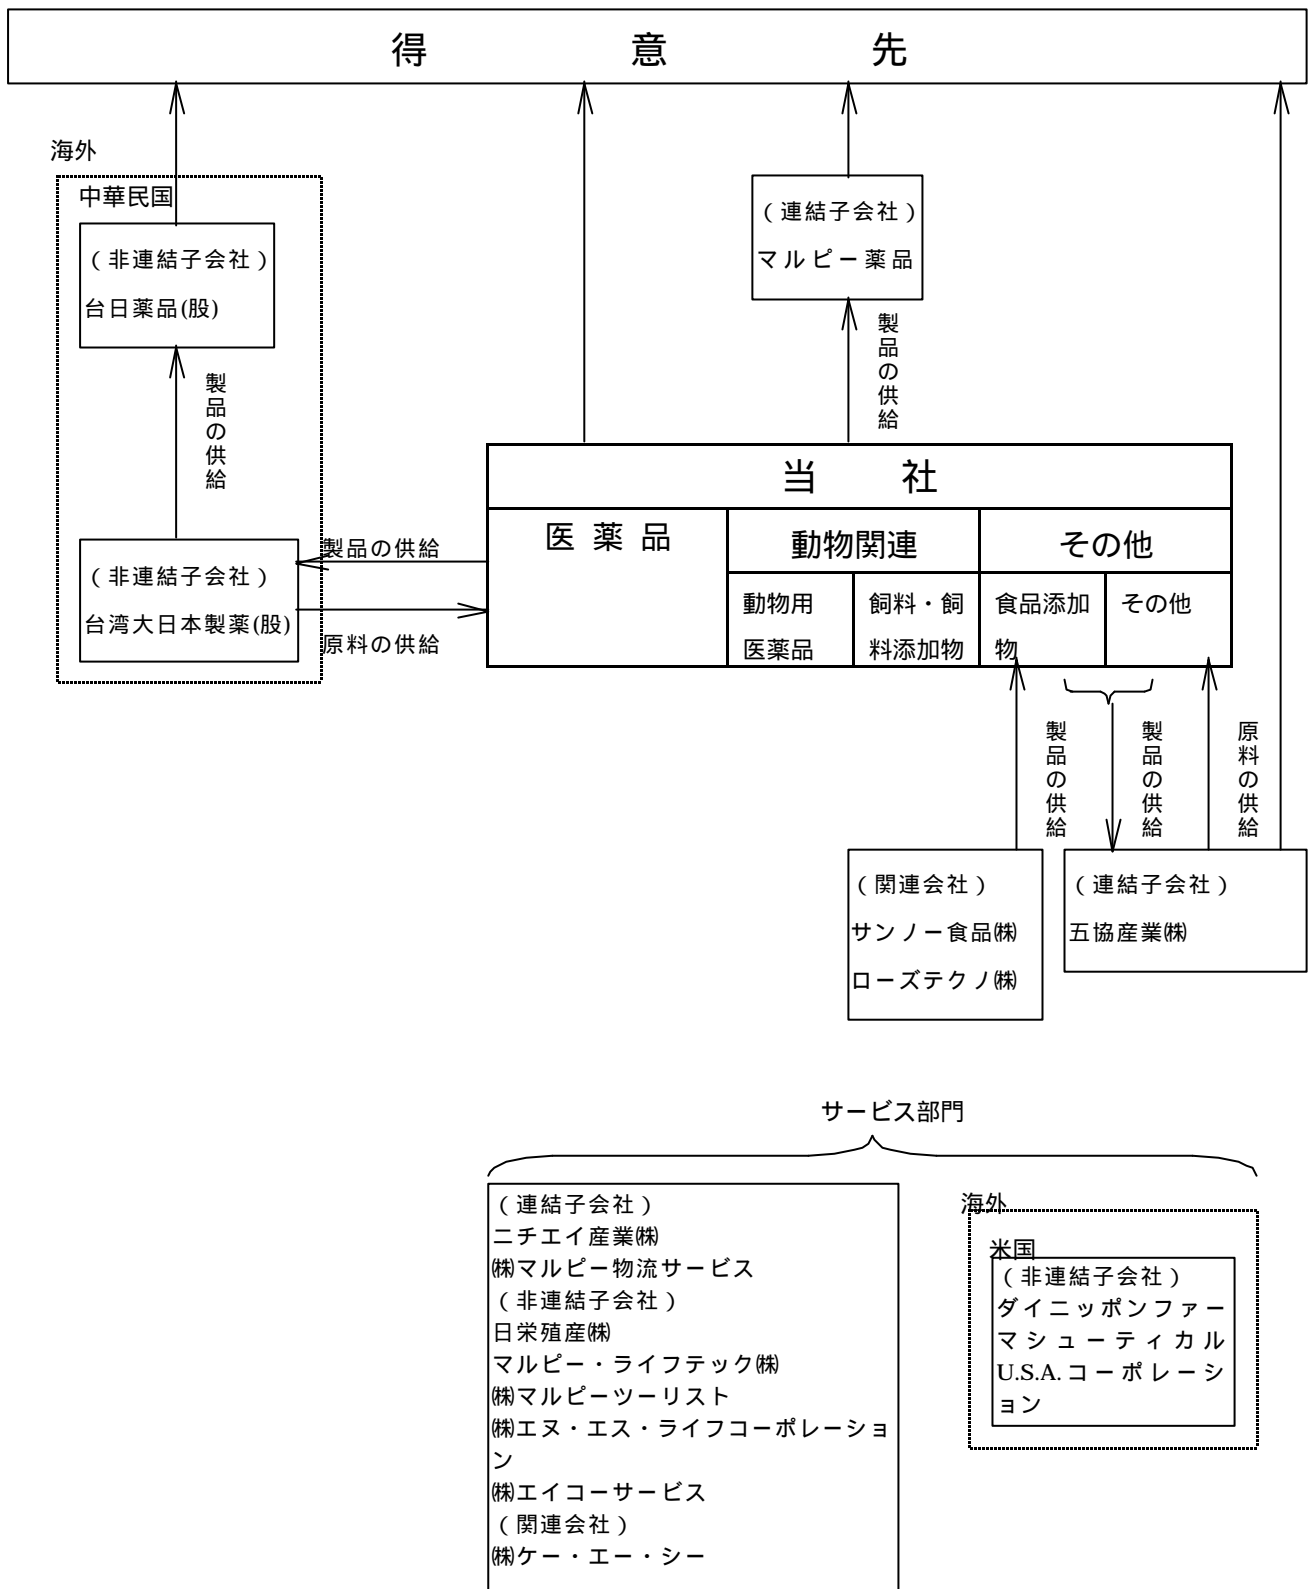 得意先
海外
中華民国
（非連結子会社）
台日薬品(股)
製品の供給
（非連結子会社）
台湾大日本製薬(股)
製品の供給
原料の供給
（連結子会社）
マルピー薬品
製品の供給
当社
医薬品
動物関連
その他
動物用
医薬品
飼料・飼
料添加物
食品添加
物
その他
製品の供給
製品の供給
原料の供給
（関連会社）
サンノー食品㈱
ローズテクノ㈱
（連結子会社）
五協産業㈱
サービス部門
（連結子会社）
ニチエイ産業㈱
㈱マルピー物流サービス
（非連結子会社）
日栄殖産㈱
マルピー・ライフテック㈱
㈱マルピーツーリスト
㈱エヌ・エス・ライフコーポレーショ
ン
㈱エイコーサービス
（関連会社）
㈱ケー・エー・シー
海外
米国
（非連結子会社）
ダイニッポンファー
マシューティカル
U.S.A.コーポレーシ
ョン